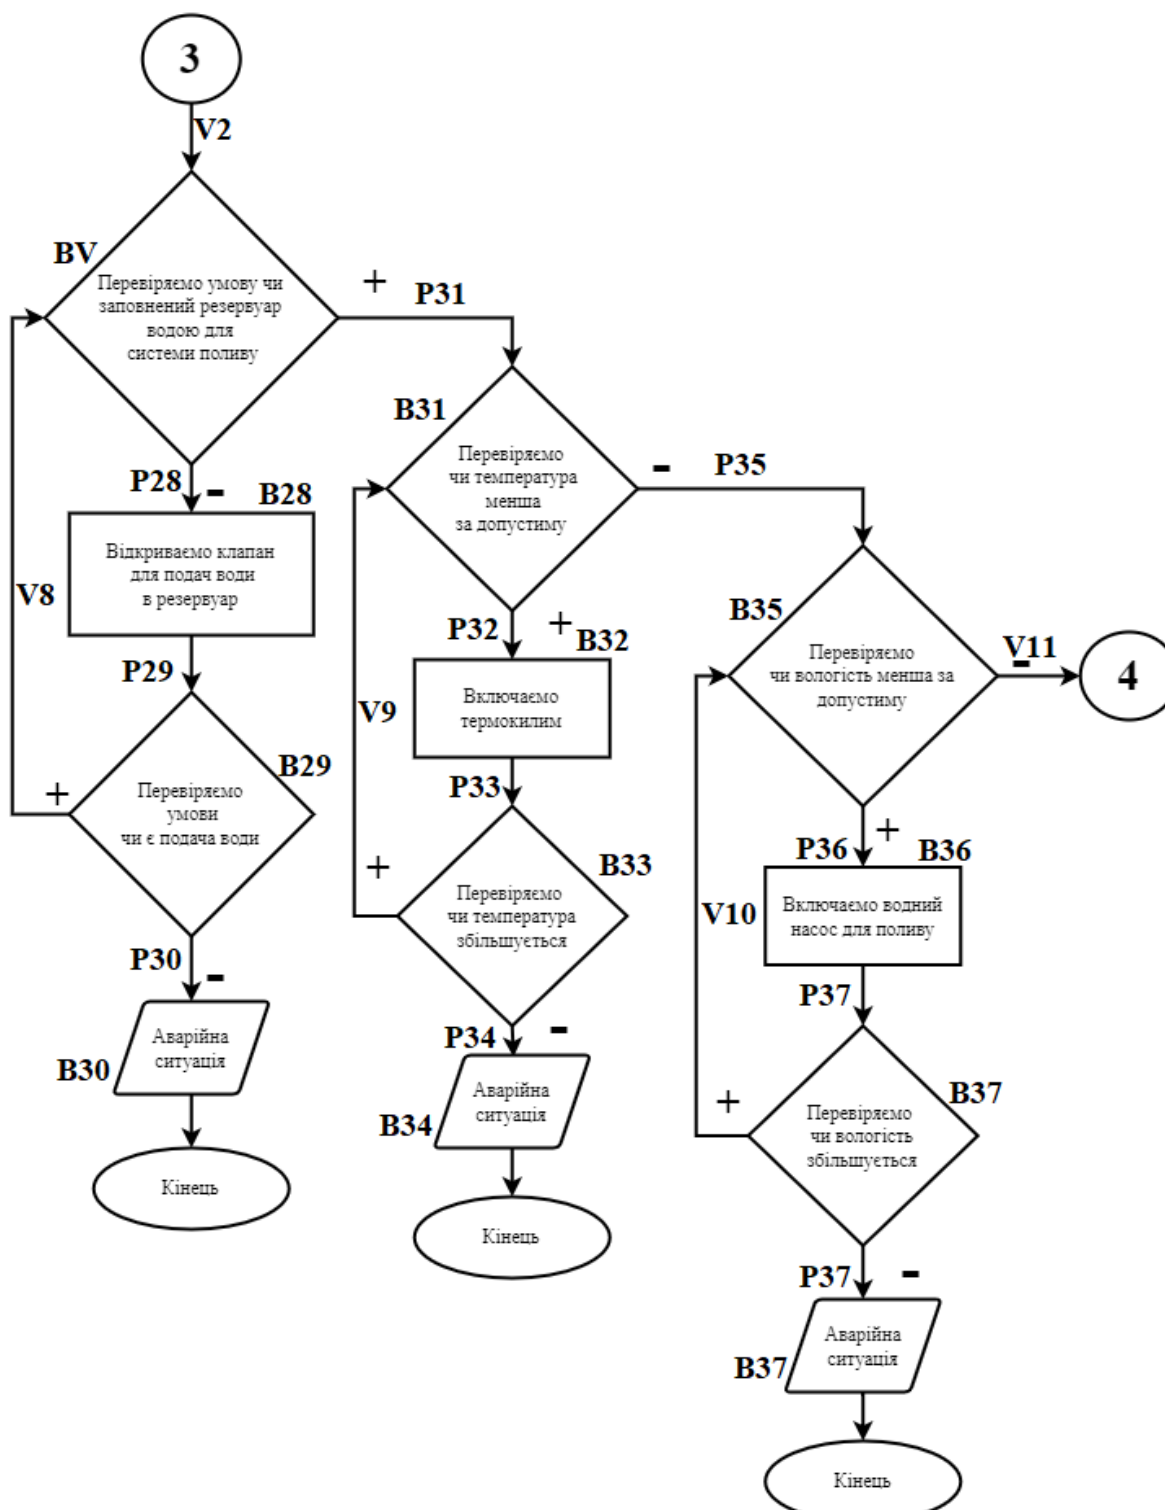 3
V2
BV
Перевіряємо умову чи
заповнений резервуар
водою для
системи поливу
+
P31
B31
Перевіряємо
чи температура
менша
за допустиму
-
P35
P28
-
B28
Відкриваємо клапан
для подач води
в резервуар
V8
P29
B29
Перевіряємо
умови
чи є подача води
+
P30
-
Аварійна
ситуація
B30
Кінець
P32
+
B32
Включаємо
термокилим
V9
P33
B33
Перевіряємо
чи температура
збільшується
+
P34
-
Аварійна
ситуація
B34
Кінець
B35
Перевіряємо
чи вологість менша за
допустиму
V11
-
4
+
P36
B36
Включаємо водний
насос для поливу
V10
P37
B37
Перевіряємо
чи вологість
збільшується
+
P37
-
Аварійна
ситуація
B37
Кінець